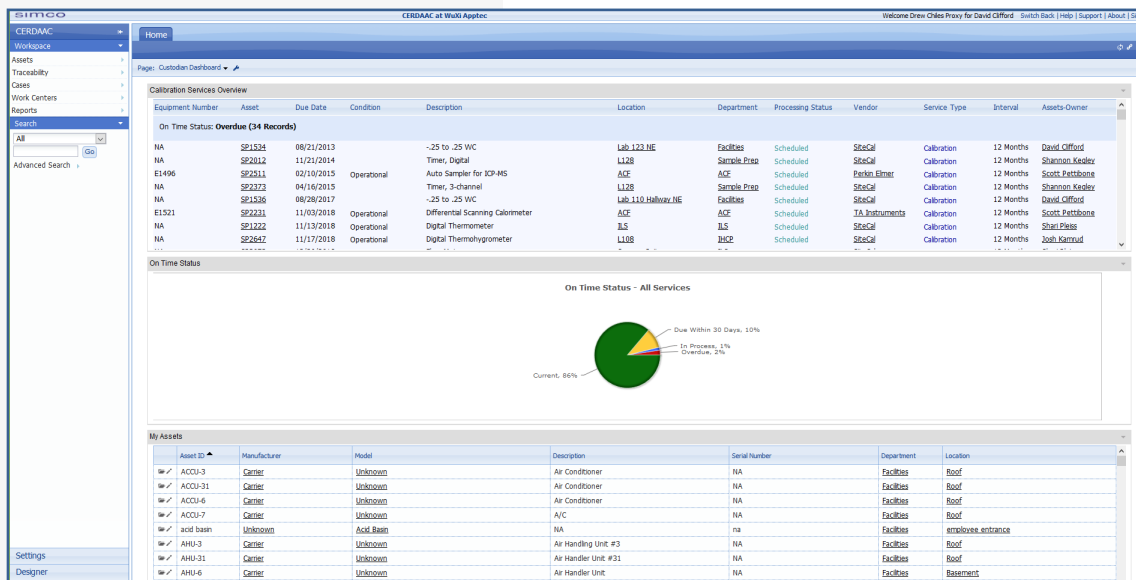 simco CERDAAC at WuXi Apptec Welcome Drew Chiles Proxy for David Clifford Switch Back | Help | Support | About |
CERDAAC
Home
Workspace
Assets
Page: Custodian Dashboard
Traceability
Cases
Work Centers
Reports
Search
All
Go
Advanced Search
Calibration Services Overview
Equipment Number Asset Due Date Condition Description Location Department Processing Status Vendor Service Type Interval Assets-Owner
On Time Status: Overdue (34 Records)
NA SP1534 08/21/2013 -.25 to .25 WC Lab 123 NE Facilities Scheduled SiteCal Calibration 12 Months David Clifford
NA SP2012 11/21/2014 Timer, Digital L128 Sample Prep Scheduled SiteCal Calibration 12 Months Shannon Kegley
E1496 SP2511 02/10/2015 Operational Auto Sampler for ICP-MS ACF ACF Scheduled Perkin Elmer Calibration 12 Months Scott Pettibone
NA SP2373 04/16/2015 Timer, 3-channel L128 Sample Prep Scheduled SiteCal Calibration 12 Months Shannon Kegley
NA SP1536 08/28/2017 -.25 to .25 WC Lab 110 Hallway NE Facilities Scheduled SiteCal Calibration 12 Months David Clifford
E1521 SP2231 11/03/2018 Operational Differential Scanning Calorimeter ACF ACF Scheduled TA Instruments Calibration 12 Months Scott Pettibone
NA SP1222 11/13/2018 Operational Digital Thermometer ILS ILS Scheduled SiteCal Calibration 12 Months Shari Pleiss
NA SP2647 11/17/2018 Operational Digital Thermohygrometer L108 IHCP Scheduled SiteCal Calibration 12 Months Josh Kamrud
On Time Status
On Time Status - All Services
Due Within 30 Days, 10%
In Process, 1%
Overdue, 2%
Current, 86%
My Assets
Asset ID Manufacturer Model Description Serial Number Department Location
ACCU-3 Carrier Unknown Air Conditioner NA Facilities Roof
ACCU-31 Carrier Unknown Air Conditioner NA Facilities Roof
ACCU-6 Carrier Unknown Air Conditioner NA Facilities Roof
ACCU-7 Carrier Unknown A/C NA Facilities Roof
acid basin Unknown Acid Basin NA na Facilities employee entrance
AHU-3 Carrier Unknown Air Handling Unit #3 NA Facilities Roof
AHU-31 Carrier Unknown Air Handler Unit #31 NA Facilities Roof
AHU-6 Carrier Unknown Air Handler Unit NA Facilities Basement
Settings
Designer